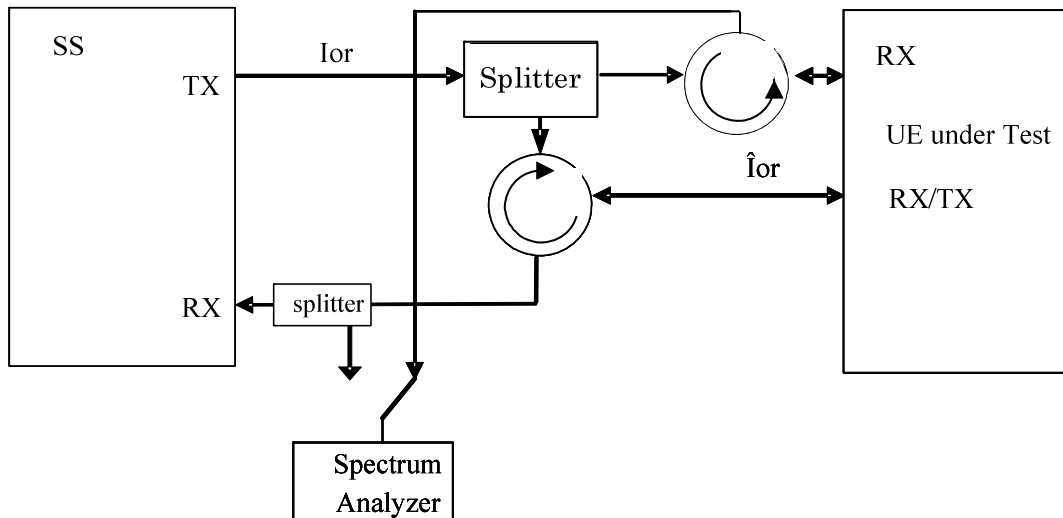 SS
TX
Ior
Splitter
RX
UE under Test
Îor
RX/TX
RX
splitter
Spectrum
Analyzer